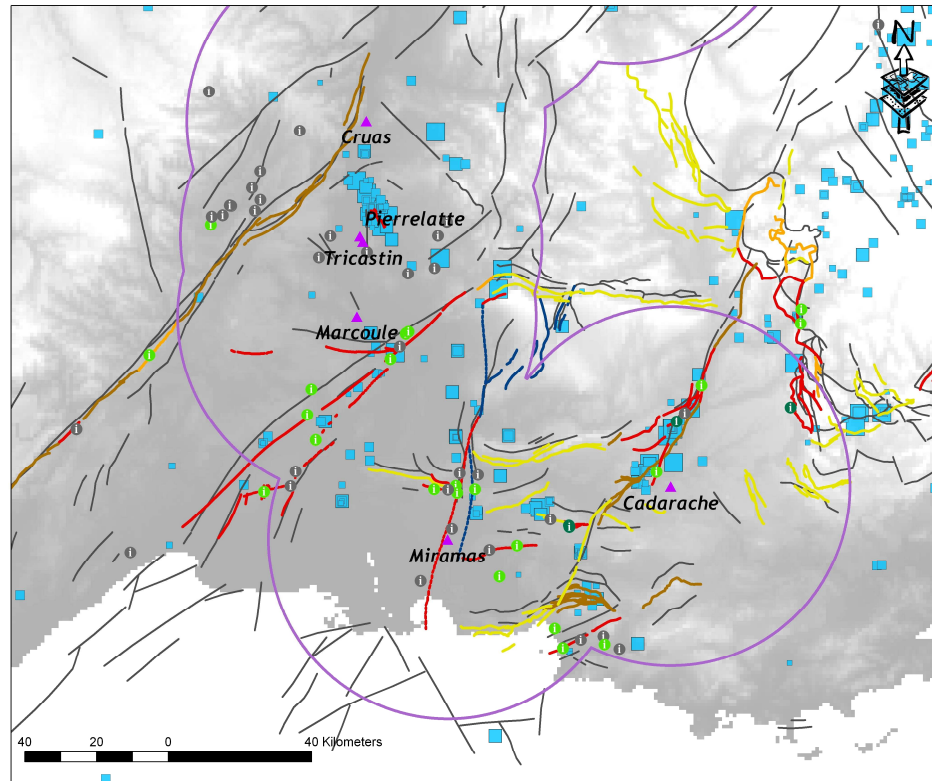 N
Cruas
Pierrelatte
Tricastin
Marcoule
Cadarache
Miramas
40 20 0 40 Kilometers